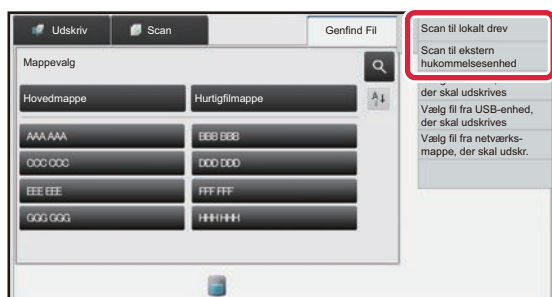 Udskriv
Scan
Genfind Fil
Mappevalg
Hovedmappe
Hurtigfilmappe
AAA AAA
BBB BBB
CCC CCC
DDD DDD
EEE EEE
FFF FFF
GGG GGG
HHH HHH
Scan til lokalt drev
Scan til ekstern
hukommelsesenhed
der skal udskrives
Vælg fil fra USB-enhed,
der skal udskrives
Vælg fil fra netværks-
mappe, der skal udskr.